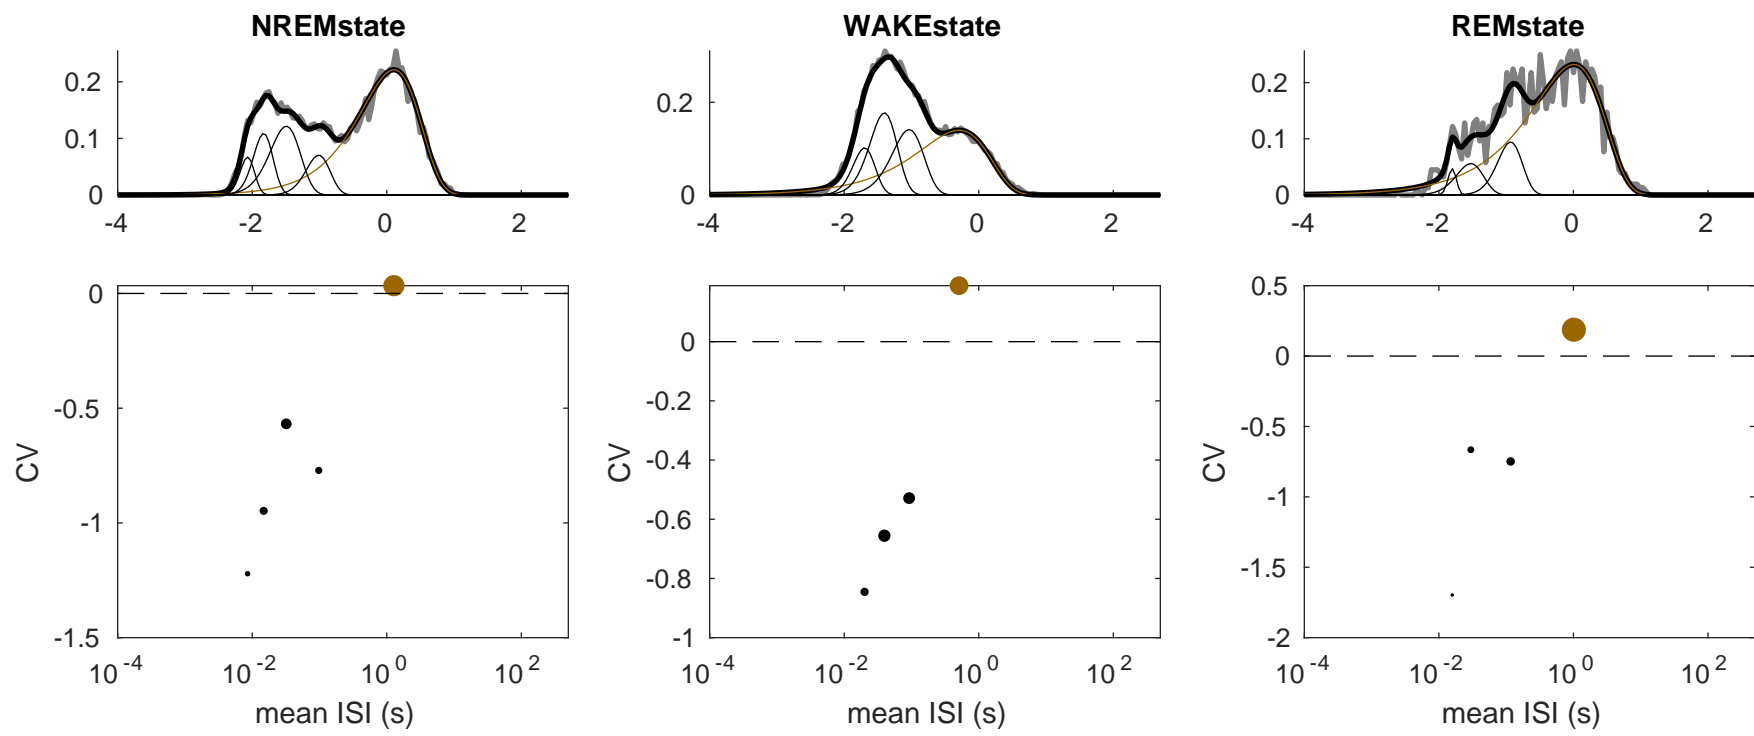 NREMstate WAKEstate REMstate
0.2 0.2 0.2
0.1 0.1
0 0 0
-4 -2 0 2 -4 -2 0 2 -4 -2 0 2
CV
0
-0.5
-1
-1.5
10^-4 10^-2 10^0 10^2
mean ISI (s)
CV
0
-0.2
-0.4
-0.6
-0.8
-1
10^-4 10^-2 10^0 10^2
mean ISI (s)
CV
0.5
0
-0.5
-1
-1.5
-2
10^-4 10^-2 10^0 10^2
mean ISI (s)